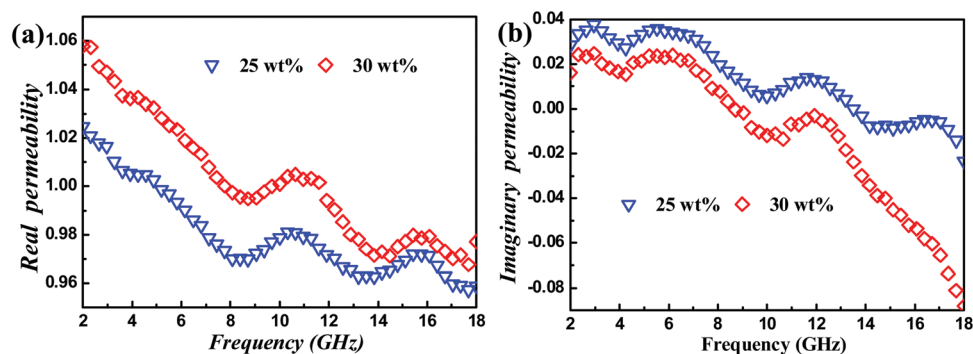 (a)
1.06
1.04
1.02
1.00
0.98
0.96
Real permeability
25 wt%
30 wt%
2 4 6 8 10 12 14 16 18
Frequency (GHz)
(b)
0.04
0.02
0.00
-0.02
-0.04
-0.06
-0.08
Imaginary permeability
25 wt%
30 wt%
2 4 6 8 10 12 14 16 18
Frequency (GHz)